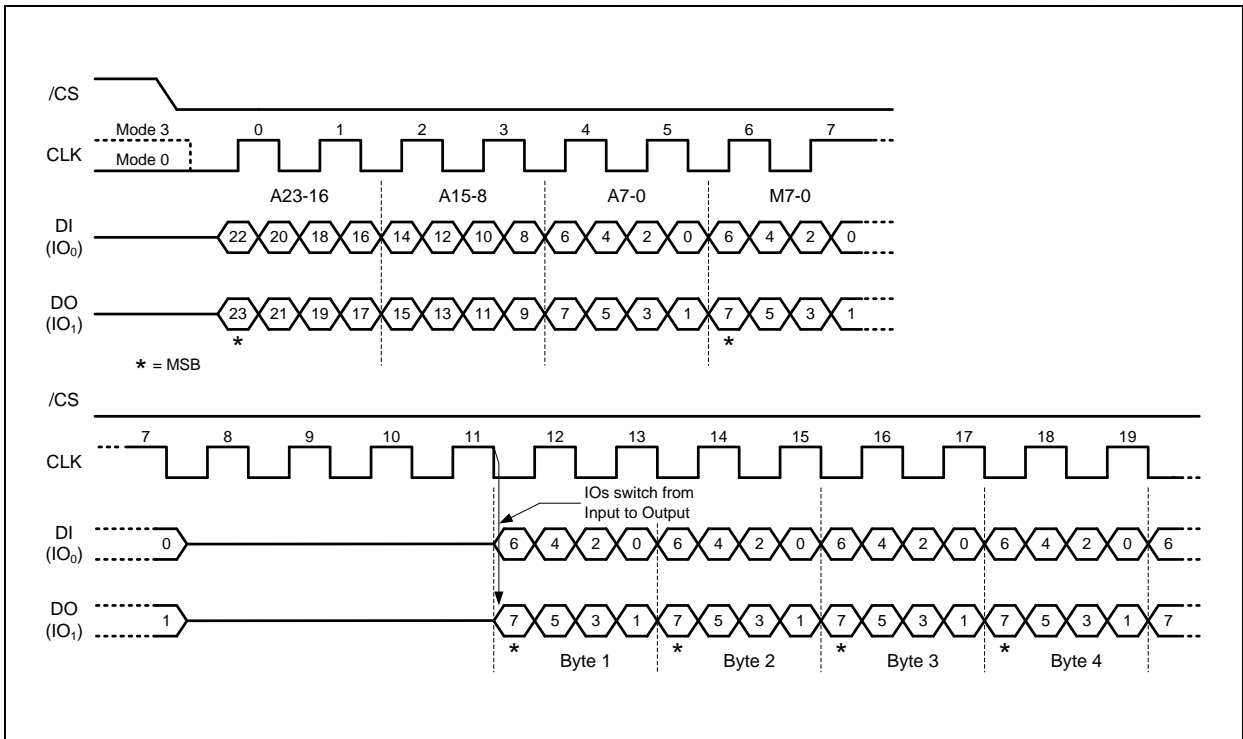 /CS
Mode 3
0 1 2 3 4 5 6 7
CLK
Mode 0
A23-16 A15-8 A7-0 M7-0
DI
(IO₀)
22 20 18 16 14 12 10 8 6 4 2 0 6 4 2 0
DO
(IO₁)
23 21 19 17 15 13 11 9 7 5 3 1 7 5 3 1
* *
* = MSB
/CS
7 8 9 10 11 12 13 14 15 16 17 18 19
CLK
IOs switch from
Input to Output
DI
(IO₀)
0 6 4 2 0 6 4 2 0 6 4 2 0 6 4 2 0 6
DO
(IO₁)
1 7 5 3 1 7 5 3 1 7 5 3 1 7 5 3 1 7
* * * *
Byte 1 Byte 2 Byte 3 Byte 4